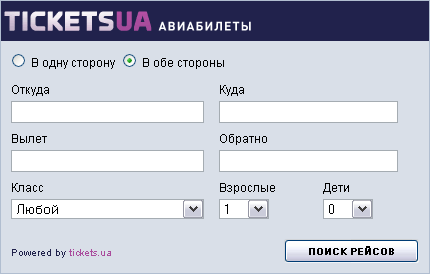 TICKETSUA АВИАБИЛЕТЫ
В одну сторону В обе стороны
Откуда Куда
Вылет Обратно
Класс Взрослые Дети
Любой 1 0
Powered by tickets.ua ПОИСК РЕЙСОВ